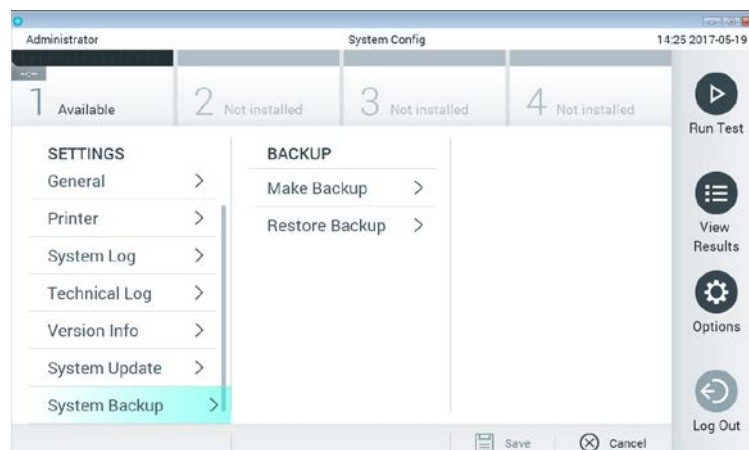 Administrator System Config 14:25 2017-05-19
--:--
1 Available 2 Not installed 3 Not installed 4 Not installed
Run Test
SETTINGS BACKUP
General > Make Backup >
Printer > Restore Backup >
View
Results
System Log >
Technical Log >
Options
Version Info >
System Update >
System Backup >
Log Out
Save Cancel